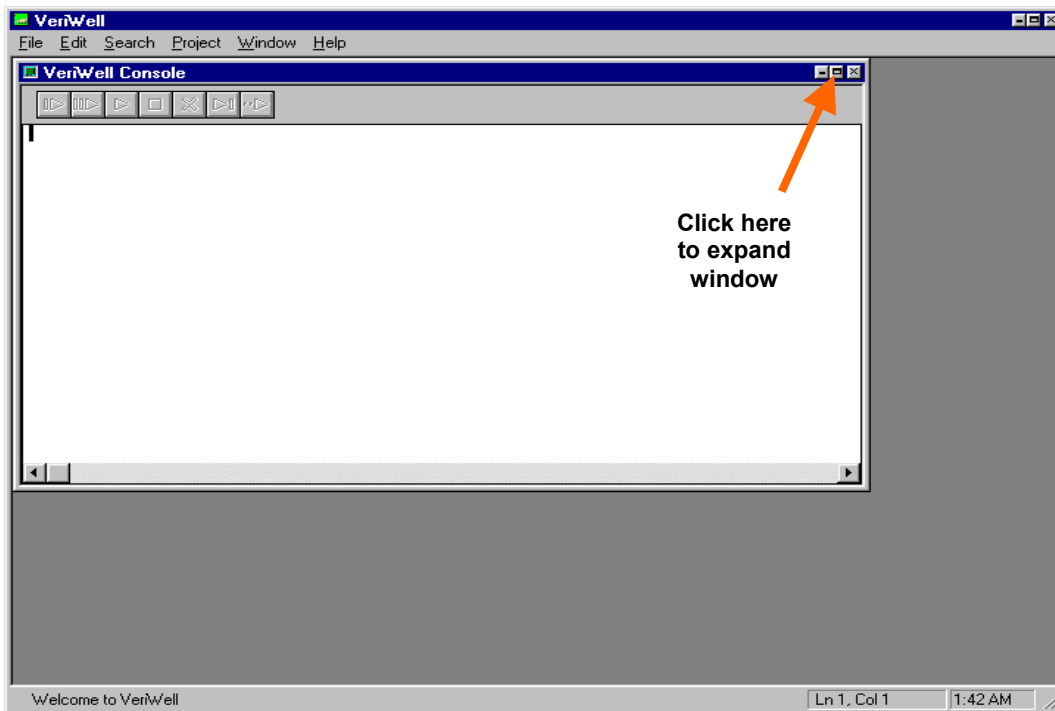 VeriWell
File Edit Search Project Window Help
VeriWell Console
Click here
to expand
window
Welcome to VeriWell
Ln 1, Col 1
1:42 AM